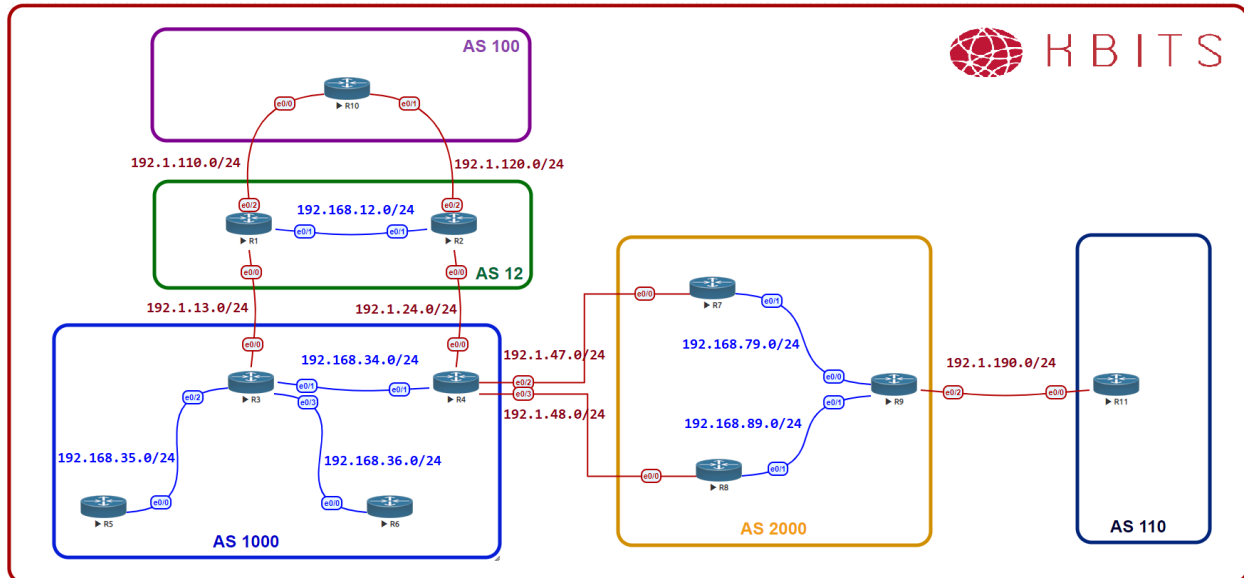 AS 100
KBITS
e0/0
e0/1
R10
192.1.110.0/24
192.1.120.0/24
e0/2
192.168.12.0/24
e0/2
R1
e0/1
e0/1
R2
e0/0
e0/0
AS 12
192.1.13.0/24
192.1.24.0/24
e0/0
e0/0
192.168.34.0/24
R3
e0/1
e0/1
R4
e0/2
e0/3
192.1.47.0/24
e0/2
e0/3
192.1.48.0/24
192.168.35.0/24
192.168.36.0/24
e0/0
R5
e0/0
R6
AS 1000
e0/0
R7
e0/1
192.168.79.0/24
e0/0
e0/1
R9
e0/2
192.168.89.0/24
e0/0
R8
e0/1
AS 2000
192.1.190.0/24
e0/0
R11
AS 110